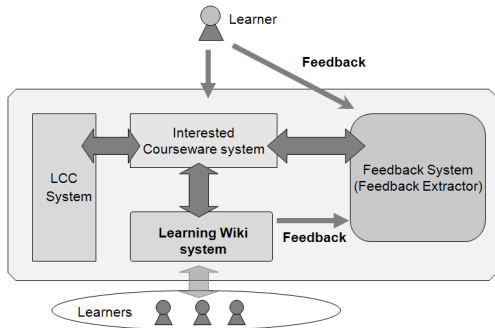 Learner
Feedback
Interested
Courseware system
LCC
System
Feedback System
(Feedback Extractor)
Learning Wiki
system
Feedback
Learners